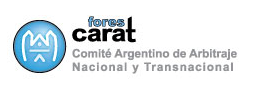 fores
carat
Comité Argentino de Arbitraje
Nacional y Transnacional